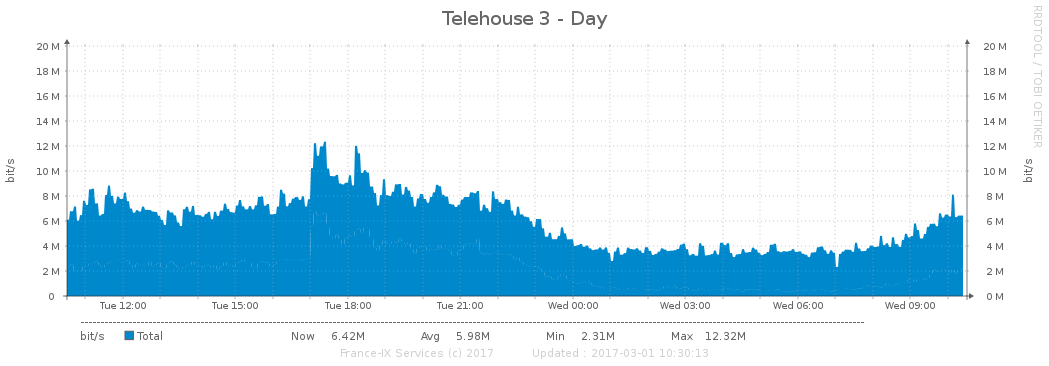 Telehouse 3 - Day
RRDTOOL / TOBI OETIKER
bit/s
bit/s
20 M 20 M
18 M 18 M
16 M 16 M
14 M 14 M
12 M 12 M
10 M 10 M
8 M 8 M
6 M 6 M
4 M 4 M
2 M 2 M
0 0 M
Tue 12:00 Tue 15:00 Tue 18:00 Tue 21:00 Wed 00:00 Wed 03:00 Wed 06:00 Wed 09:00
bit/s Total Now 6.42M Avg 5.98M Min 2.31M Max 12.32M
France-IX Services (c) 2017 Updated : 2017-03-01 10:30:13